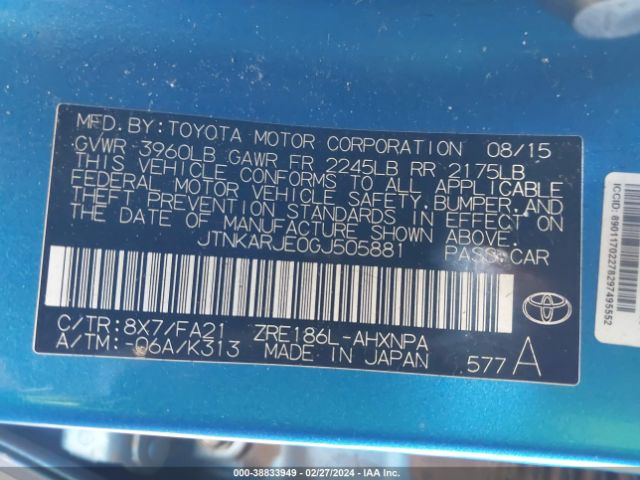 MFD. BY: TOYOTA MOTOR CORPORATION 08/15
GVWR 3960LB GAWR FR 2245LB RR 2175LB
THIS VEHICLE CONFORMS TO ALL APPLICABLE
FEDERAL MOTOR VEHICLE SAFETY, BUMPER, AND
THEFT PREVENTION STANDARDS IN EFFECT ON
THE DATE OF MANUFACTURE SHOWN ABOVE.
JTNKARJE0GJ505881 PASS.CAR
C/TR:8X7/FA21 ZRE186L-AHXNPA
A/TM:-06A/K313 MADE IN JAPAN 577 A
TOYOTA
ICCID: 89011702278297495552
000-38833949 - 02/27/2024 - IAA Inc.